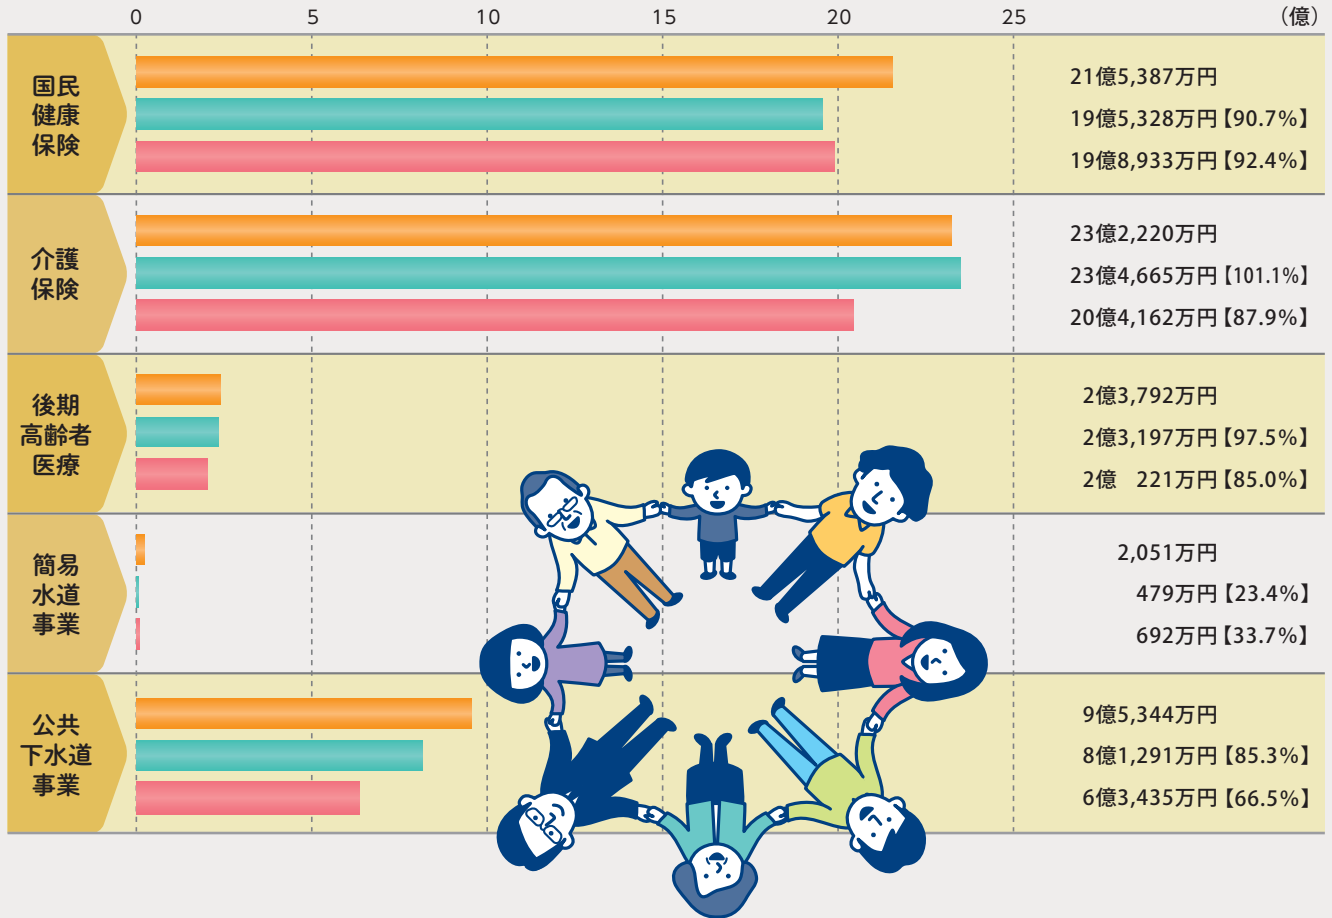 0 5 10 15 20 25 （億）
国民
健康
保険
21億5,387万円
19億5,328万円【90.7%】
19億8,933万円【92.4%】
介護
保険
23億2,220万円
23億4,665万円【101.1%】
20億4,162万円【87.9%】
後期
高齢者
医療
2億3,792万円
2億3,197万円【97.5%】
2億 221万円【85.0%】
簡易
水道
事業
2,051万円
479万円【23.4%】
692万円【33.7%】
公共
下水道
事業
9億5,344万円
8億1,291万円【85.3%】
6億3,435万円【66.5%】